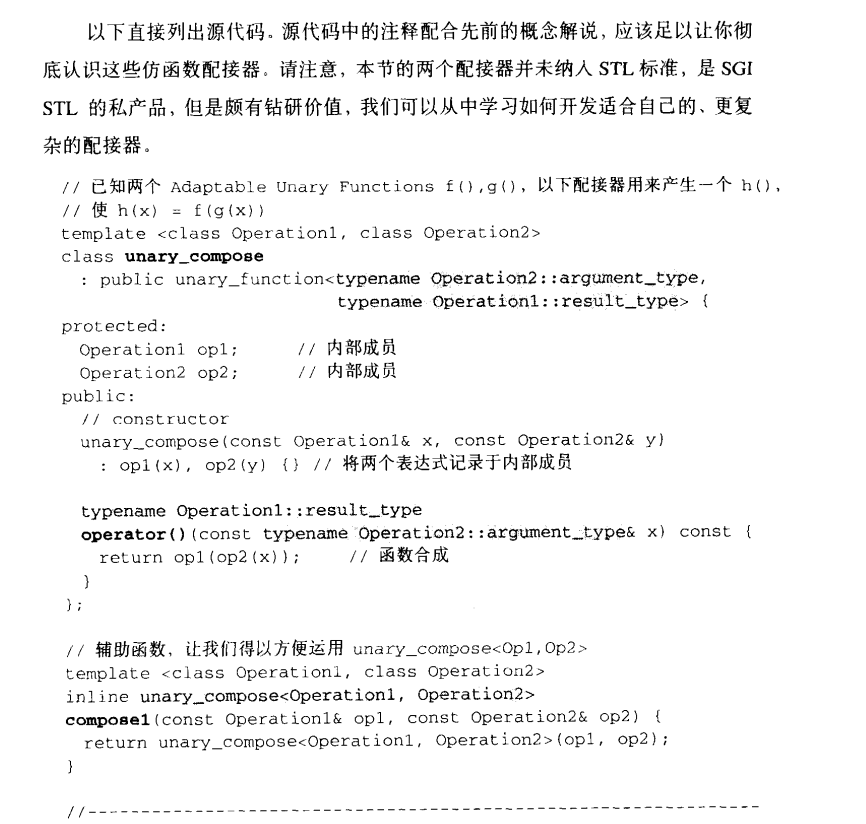 以下直接列出源代码。源代码中的注释配合先前的概念解说，应该足以让你彻
底认识这些仿函数配接器。请注意，本节的两个配接器并未纳入 STL 标准，是 SGI
STL 的私产品，但是颇有钻研价值，我们可以从中学习如何开发适合自己的、更复
杂的配接器。
// 已知两个 Adaptable Unary Functions f(),g()，以下配接器用来产生一个 h()，
// 使 h(x) = f(g(x))
template <class Operation1, class Operation2>
class unary_compose
  : public unary_function<typename Operation2::argument_type,
                          typename Operation1::result_type> {
protected:
  Operation1 op1;      // 内部成员
  Operation2 op2;      // 内部成员
public:
  // constructor
  unary_compose(const Operation1& x, const Operation2& y)
    : op1(x), op2(y) {} // 将两个表达式记录于内部成员
  typename Operation1::result_type
  operator()(const typename Operation2::argument_type& x) const {
    return op1(op2(x));     // 函数合成
  }
};
// 辅助函数，让我们得以方便运用 unary_compose<Op1,Op2>
template <class Operation1, class Operation2>
inline unary_compose<Operation1, Operation2>
compose1(const Operation1& op1, const Operation2& op2) {
  return unary_compose<Operation1, Operation2>(op1, op2);
}
//----------------------------------------------------------------